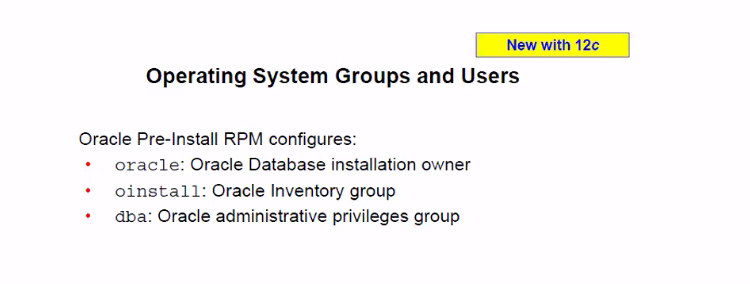 New with 12c
Operating System Groups and Users
Oracle Pre-Install RPM configures:
• oracle: Oracle Database installation owner
• oinstall: Oracle Inventory group
• dba: Oracle administrative privileges group